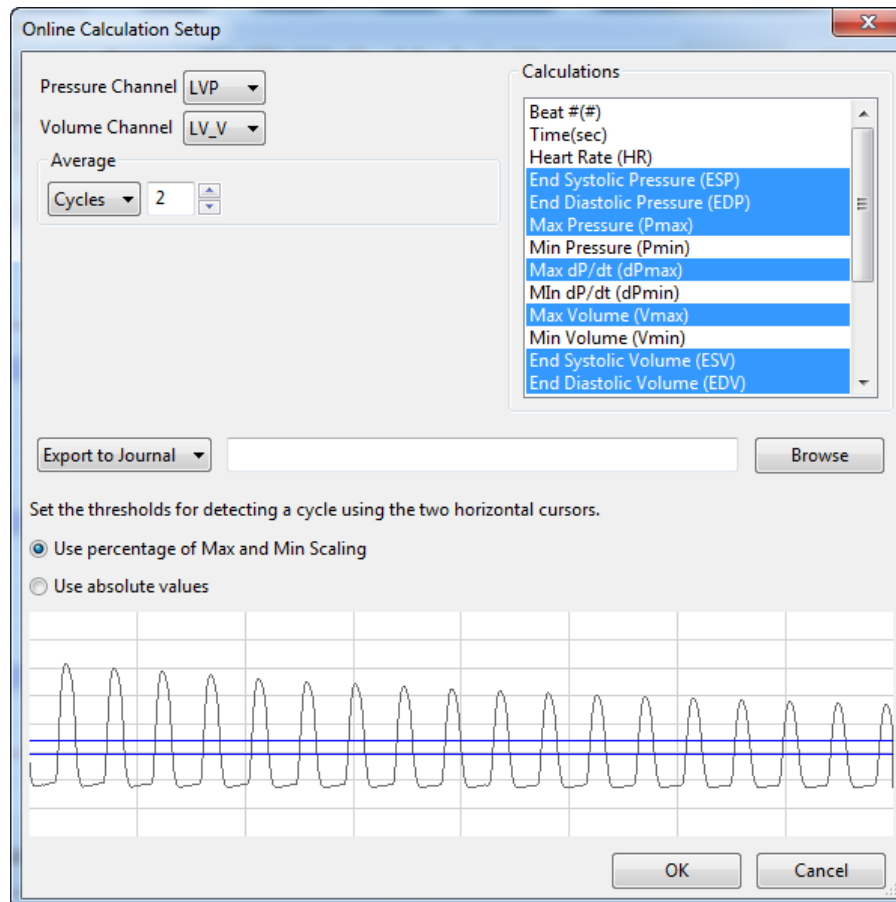 Online Calculation Setup
Pressure Channel LVP
Volume Channel LV_V
Average
Cycles 2
Calculations
Beat #(#)
Time(sec)
Heart Rate (HR)
End Systolic Pressure (ESP)
End Diastolic Pressure (EDP)
Max Pressure (Pmax)
Min Pressure (Pmin)
Max dP/dt (dPmax)
MIn dP/dt (dPmin)
Max Volume (Vmax)
Min Volume (Vmin)
End Systolic Volume (ESV)
End Diastolic Volume (EDV)
Export to Journal Browse
Set the thresholds for detecting a cycle using the two horizontal cursors.
Use percentage of Max and Min Scaling
Use absolute values
OK Cancel